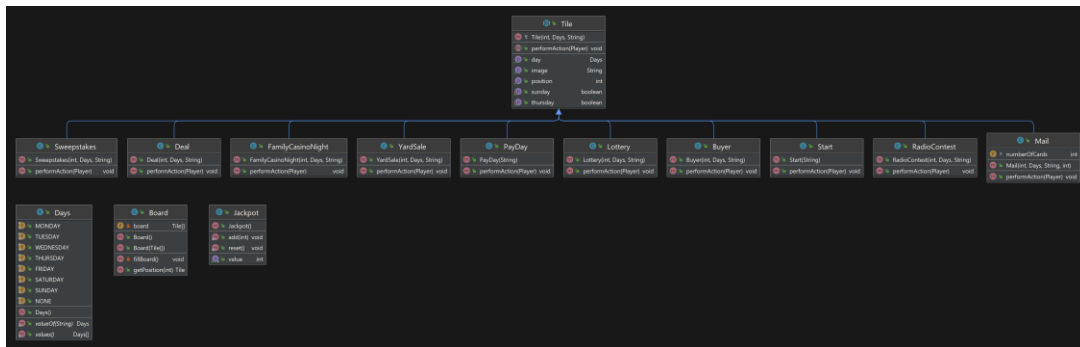 Tile
Tile(int, Days, String)
performAction(Player) void
day Days
image String
position int
sunday boolean
thursday boolean
Sweepstakes
Sweepstakes(int, Days, String)
performAction(Player) void
Deal
Deal(int, Days, String)
performAction(Player) void
FamilyCasinoNight
FamilyCasinoNight(int, Days, String)
performAction(Player) void
YardSale
YardSale(int, Days, String)
performAction(Player) void
PayDay
PayDay(String)
performAction(Player) void
Lottery
Lottery(int, Days, String)
performAction(Player) void
Buyer
Buyer(int, Days, String)
performAction(Player) void
Start
Start(String)
performAction(Player) void
RadioContest
RadioContest(int, Days, String)
performAction(Player) void
Mail
numberOfCards int
Mail(int, Days, String, int)
performAction(Player) void
Days
MONDAY
TUESDAY
WEDNESDAY
THURSDAY
FRIDAY
SATURDAY
SUNDAY
NONE
Days()
valueOf(String) Days
values() Days[]
Board
board Tile[]
Board()
Board(Tile[])
fillBoard() void
getPosition(int) Tile
Jackpot
Jackpot()
add(int) void
reset() void
value int